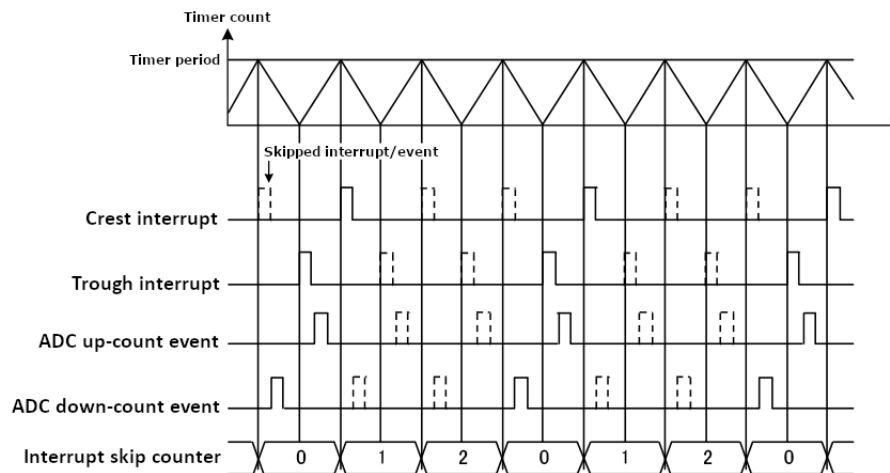 Timer count
Timer period
Skipped interrupt/event
Crest interrupt
Trough interrupt
ADC up-count event
ADC down-count event
Interrupt skip counter 0 1 2 0 1 2 0